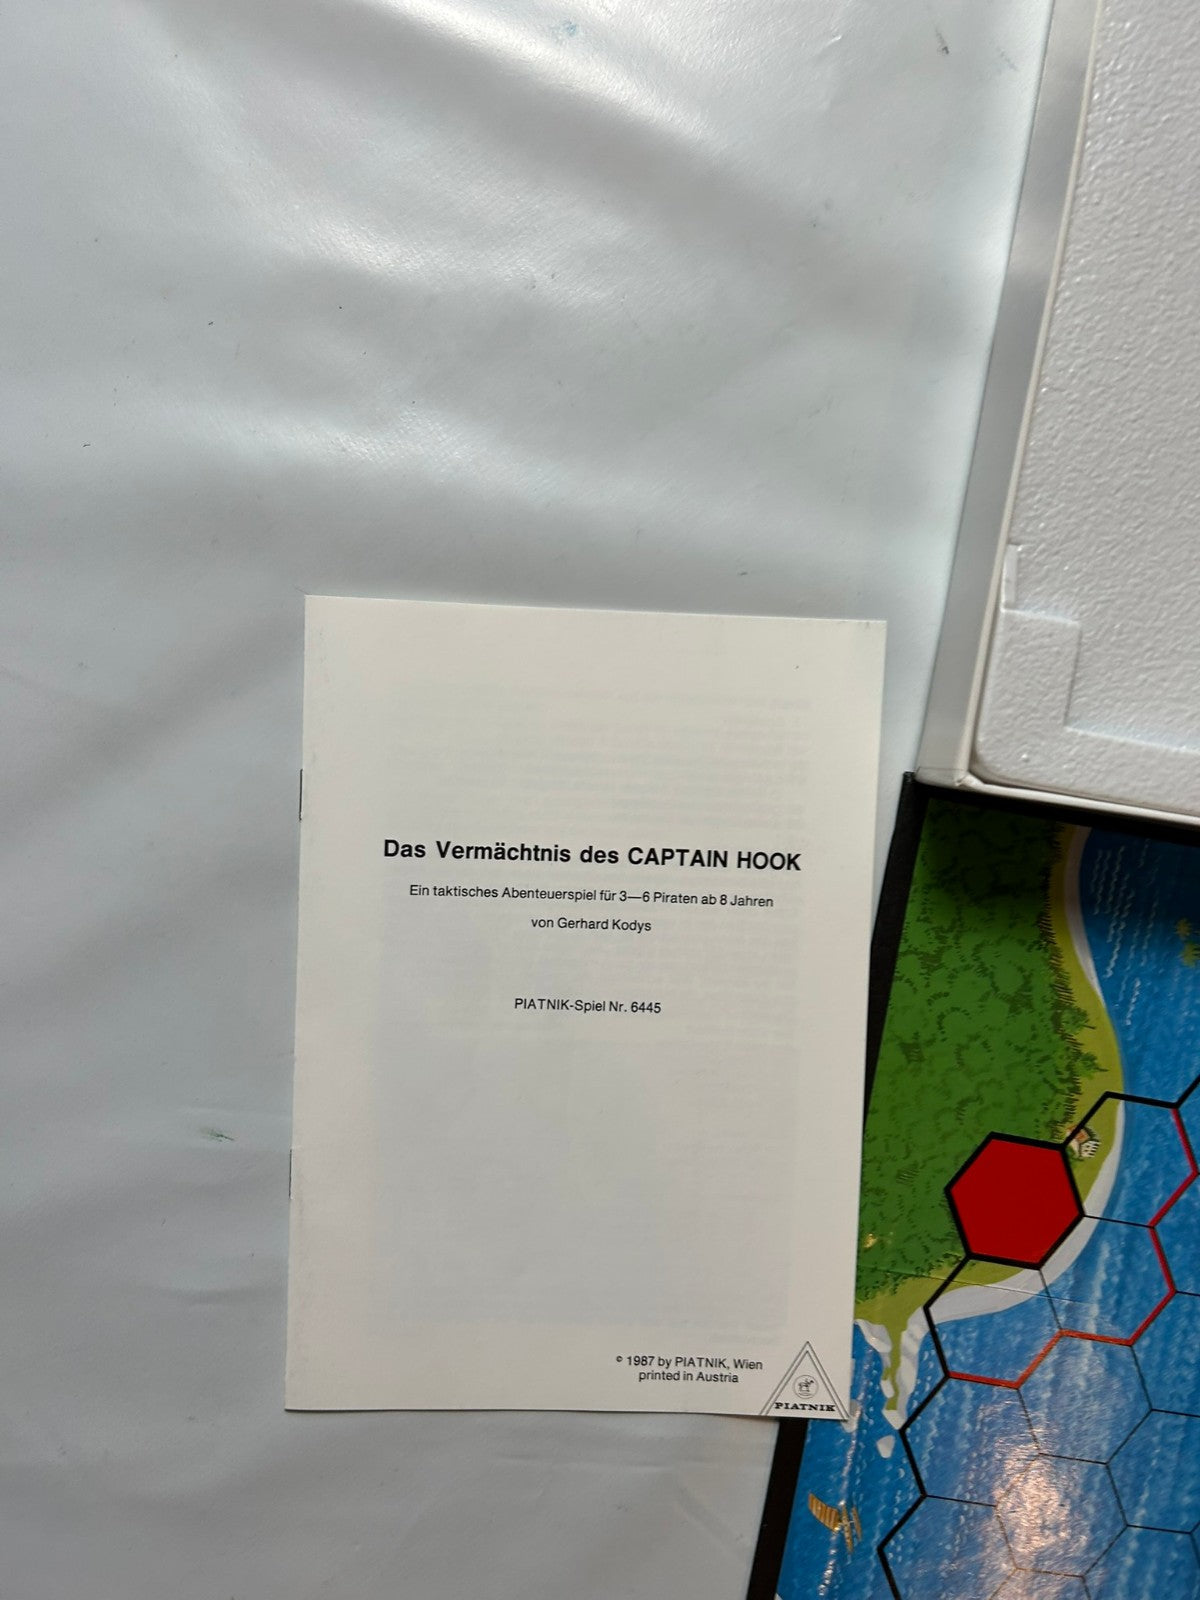 Das Vermächtnis des CAPTAIN HOOK
Ein taktisches Abenteuerspiel für 3—6 Piraten ab 8 Jahren
von Gerhard Kodys
PIATNIK-Spiel Nr. 6445
© 1987 by PIATNIK, Wien
printed in Austria
PIATNIK